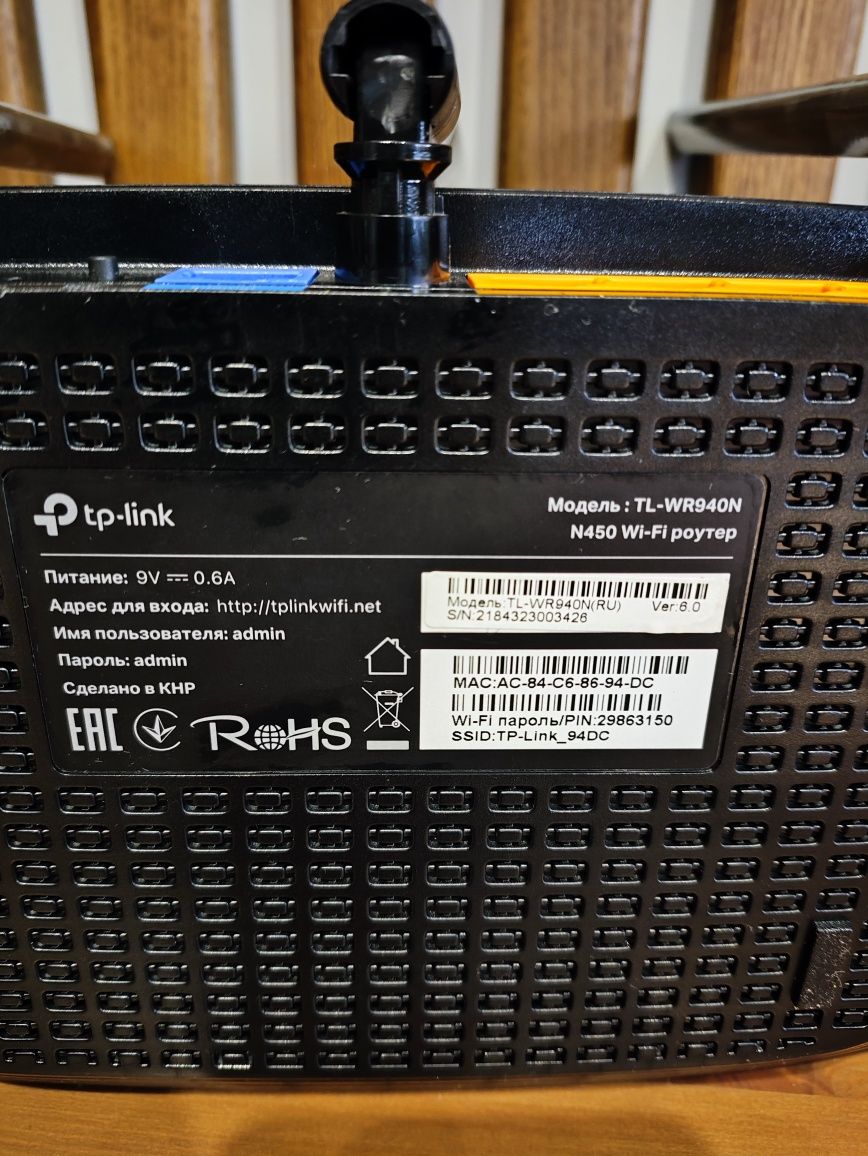 tp-link
Модель : TL-WR940N
N450 Wi-Fi роутер
Питание: 9V 0.6A
Адрес для входа: http://tplinkwifi.net
Имя пользователя: admin
Пароль: admin
Сделано в КНР
EAC
RoHS
Модель:TL-WR940N(RU) Ver:6.0
S/N:2184323003426
MAC:AC-84-C6-86-94-DC
Wi-Fi пароль/PIN:29863150
SSID:TP-Link_94DC